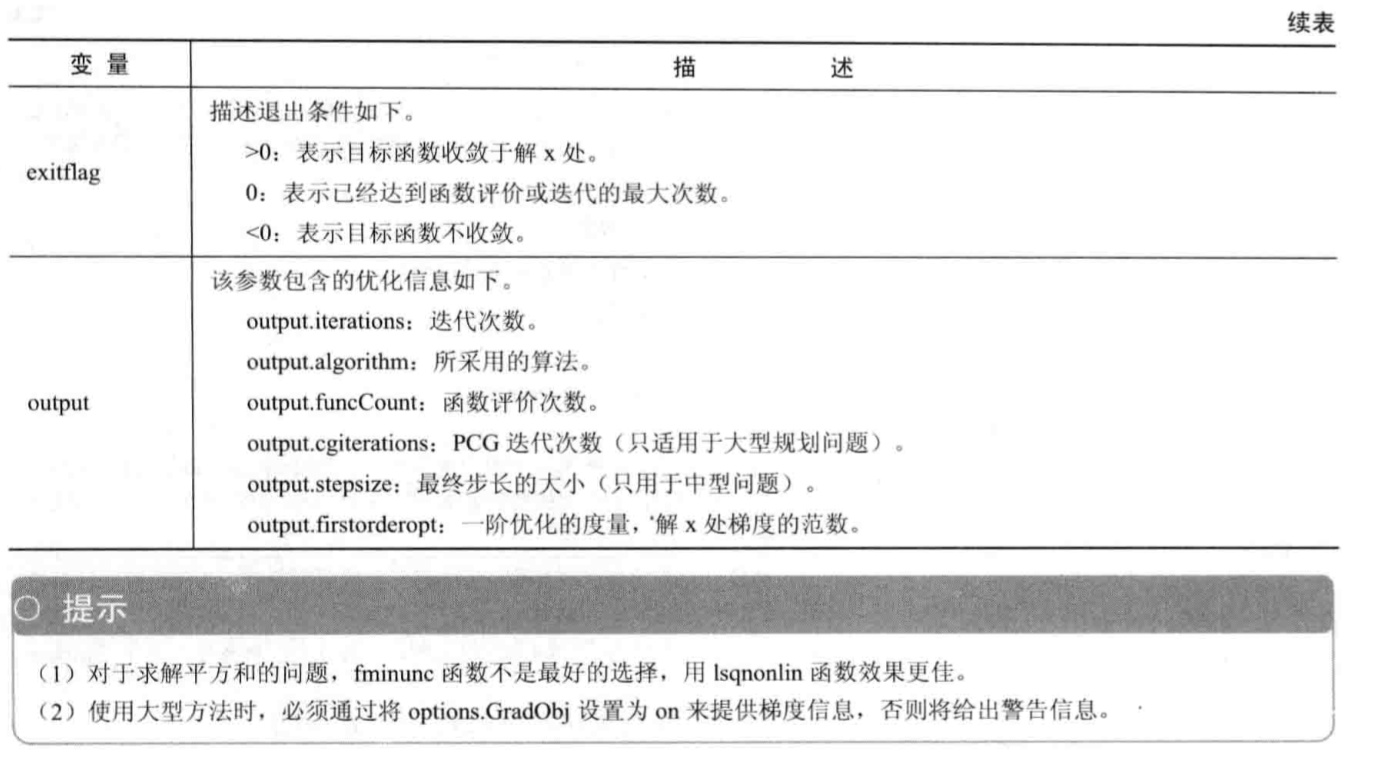 续表
变 量 描 述
exitflag
描述退出条件如下。
>0：表示目标函数收敛于解 x 处。
0：表示已经达到函数评价或迭代的最大次数。
<0：表示目标函数不收敛。
output
该参数包含的优化信息如下。
output.iterations：迭代次数。
output.algorithm：所采用的算法。
output.funcCount：函数评价次数。
output.cgiterations：PCG 迭代次数（只适用于大型规划问题）。
output.stepsize：最终步长的大小（只用于中型问题）。
output.firstorderopt：一阶优化的度量，解 x 处梯度的范数。
提示
（1）对于求解平方和的问题，fminunc 函数不是最好的选择，用 lsqnonlin 函数效果更佳。
（2）使用大型方法时，必须通过将 options.GradObj 设置为 on 来提供梯度信息，否则将给出警告信息。